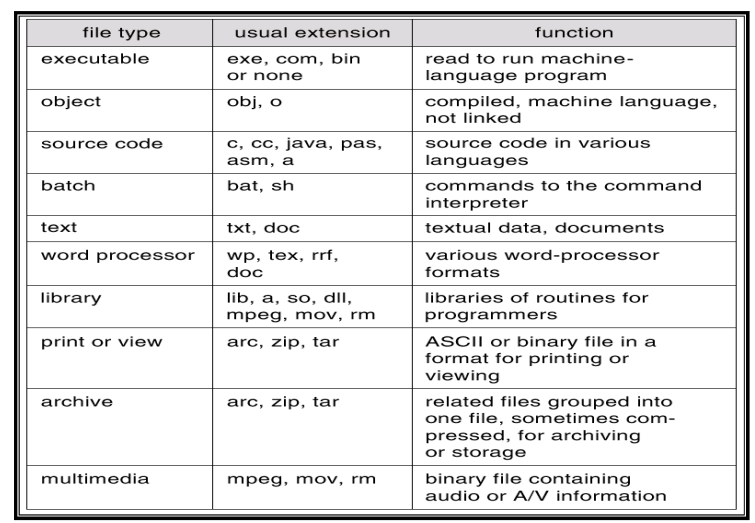 file type usual extension function
executable exe, com, bin read to run machine-
or none language program
object obj, o compiled, machine language,
not linked
source code c, cc, java, pas, source code in various
asm, a languages
batch bat, sh commands to the command
interpreter
text txt, doc textual data, documents
word processor wp, tex, rrf, various word-processor
doc formats
library lib, a, so, dll, libraries of routines for
mpeg, mov, rm programmers
print or view arc, zip, tar ASCII or binary file in a
format for printing or
viewing
archive arc, zip, tar related files grouped into
one file, sometimes com-
pressed, for archiving
or storage
multimedia mpeg, mov, rm binary file containing
audio or A/V information